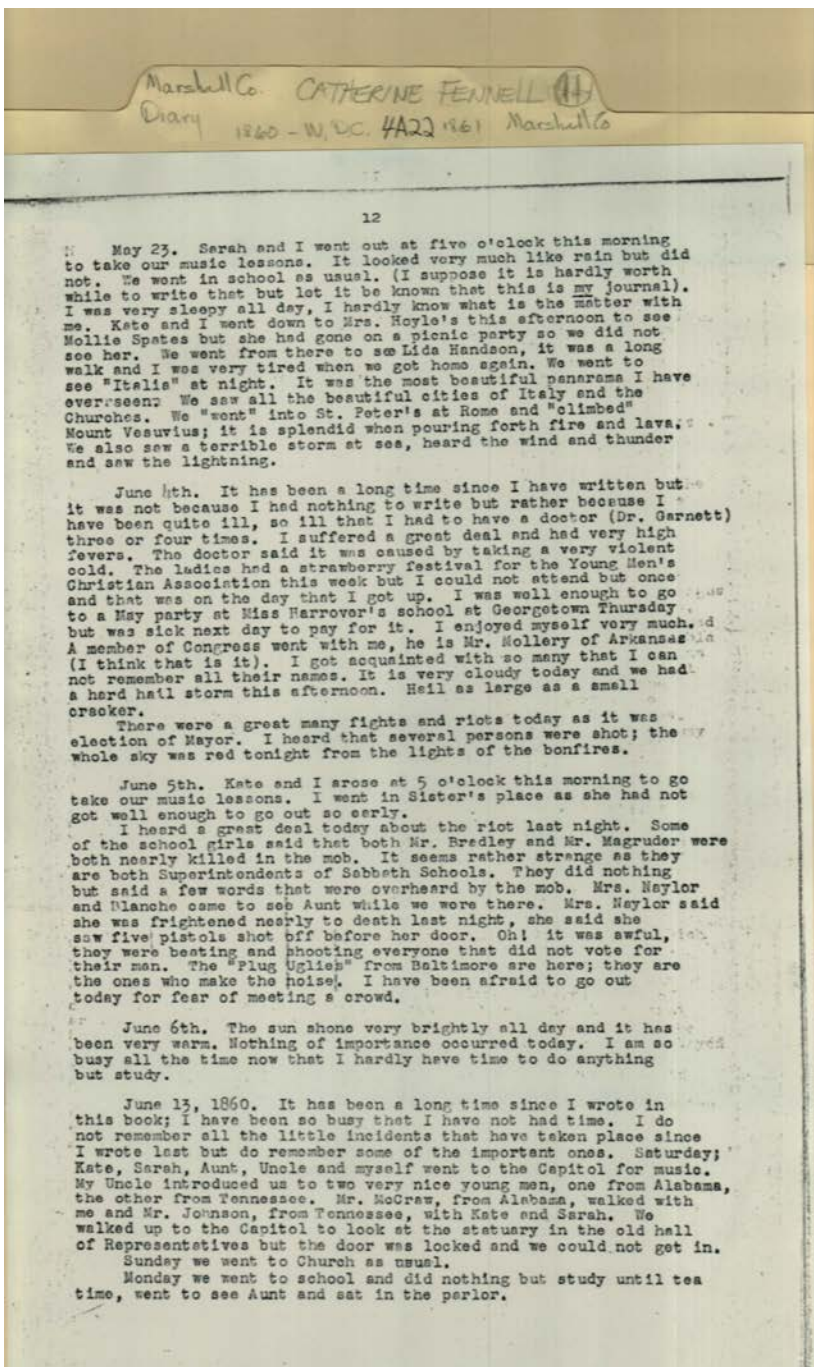 Marshall Co. CATHERINE FENNELL 11
Diary 1860 - W, D.C. 4A22 1861 Marshall Co
12
May 23. Sarah and I went out at five o'clock this morning
to take our music lessons. It looked very much like rain but did
not. We went in school as usual. (I suppose it is hardly worth
while to write that but let it be known that this is my journal).
I was very sleepy all day, I hardly know what is the matter with
me. Kate and I went down to Mrs. Hoyle's this afternoon to see
Mollie Spates but she had gone on a picnic party so we did not
see her. We went from there to see Lida Handson, it was a long
walk and I was very tired when we got home again. We went to
see "Italia" at night. It was the most beautiful panarama I have
ever seen. We saw all the beautiful cities of Italy and the
Churches. We "went" into St. Peter's at Rome and "climbed"
Mount Vesuvius; it is splendid when pouring forth fire and lava.
We also saw a terrible storm at sea, heard the wind and thunder
and saw the lightning.
June 4th. It has been a long time since I have written but
it was not because I had nothing to write but rather because I
have been quite ill, so ill that I had to have a doctor (Dr. Garnett)
three or four times. I suffered a great deal and had very high
fevers. The doctor said it was caused by taking a very violent
cold. The ladies had a strawberry festival for the Young Men's
Christian Association this week but I could not attend but once
and that was on the day that I got up. I was well enough to go
to a May party at Miss Harrover's school at Georgetown Thursday
but was sick next day to pay for it. I enjoyed myself very much.
A member of Congress went with me, he is Mr. Mollery of Arkansas
(I think that is it). I got acquainted with so many that I can
not remember all their names. It is very cloudy today and we had
a hard hail storm this afternoon. Hail as large as a small
cracker.
There were a great many fights and riots today as it was
election of Mayor. I heard that several persons were shot; the
whole sky was red tonight from the lights of the bonfires.
June 5th. Kate and I arose at 5 o'clock this morning to go
take our music lessons. I went in Sister's place as she had not
got well enough to go out so early.
I heard a great deal today about the riot last night. Some
of the school girls said that both Mr. Bradley and Mr. Magruder were
both nearly killed in the mob. It seems rather strange as they
are both Superintendents of Sabbath Schools. They did nothing
but said a few words that were overheard by the mob. Mrs. Naylor
and Blanche came to see Aunt while we were there. Mrs. Naylor said
she was frightened nearly to death last night, she said she
saw five pistols shot off before her door. Oh! it was awful,
they were beating and shooting everyone that did not vote for
their man. The "Plug Uglies" from Baltimore are here; they are
the ones who make the noise. I have been afraid to go out
today for fear of meeting a crowd.
June 6th. The sun shone very brightly all day and it has
been very warm. Nothing of importance occurred today. I am so
busy all the time now that I hardly have time to do anything
but study.
June 13, 1860. It has been a long time since I wrote in
this book; I have been so busy that I have not had time. I do
not remember all the little incidents that have taken place since
I wrote last but do remember some of the important ones. Saturday;
Kate, Sarah, Aunt, Uncle and myself went to the Capitol for music.
My Uncle introduced us to two very nice young men, one from Alabama,
the other from Tennessee. Mr. McCraw, from Alabama, walked with
me and Mr. Johnson, from Tennessee, with Kate and Sarah. We
walked up to the Capitol to look at the statuary in the old hall
of Representatives but the door was locked and we could not get in.
Sunday we went to Church as usual.
Monday we went to school and did nothing but study until tea
time, went to see Aunt and sat in the parlor.